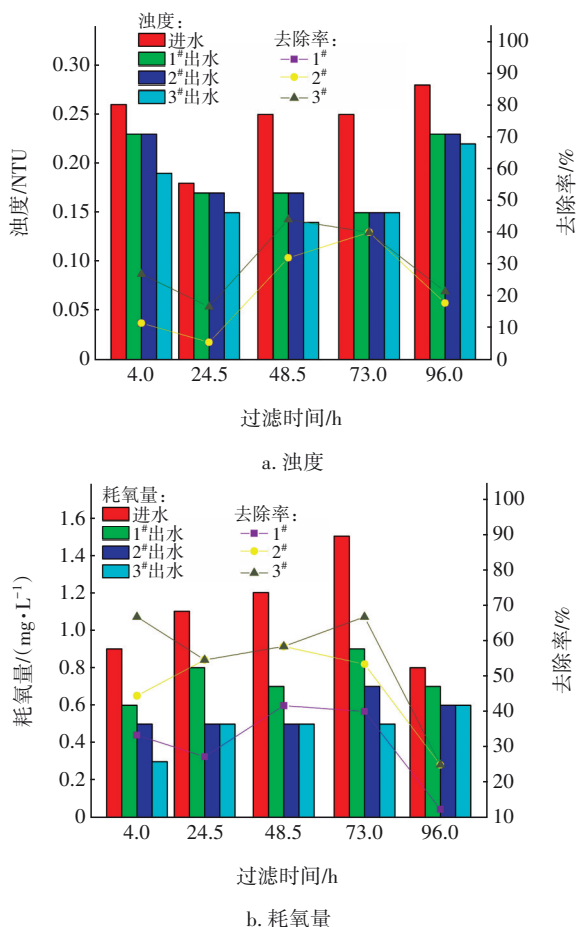 浊度：
进水
1#出水
2#出水
3#出水
去除率：
1#
2#
3#
0.30
0.25
0.20
0.15
0.10
0.05
0
浊度/NTU
100
90
80
70
60
50
40
30
20
10
0
去除率/%
4.0 24.5 48.5 73.0 96.0
过滤时间/h
a. 浊度
耗氧量：
进水
1#出水
2#出水
3#出水
去除率：
1#
2#
3#
1.6
1.4
1.2
1.0
0.8
0.6
0.4
0.2
0
耗氧量/(mg·L⁻¹)
100
90
80
70
60
50
40
30
20
10
去除率/%
4.0 24.5 48.5 73.0 96.0
过滤时间/h
b. 耗氧量